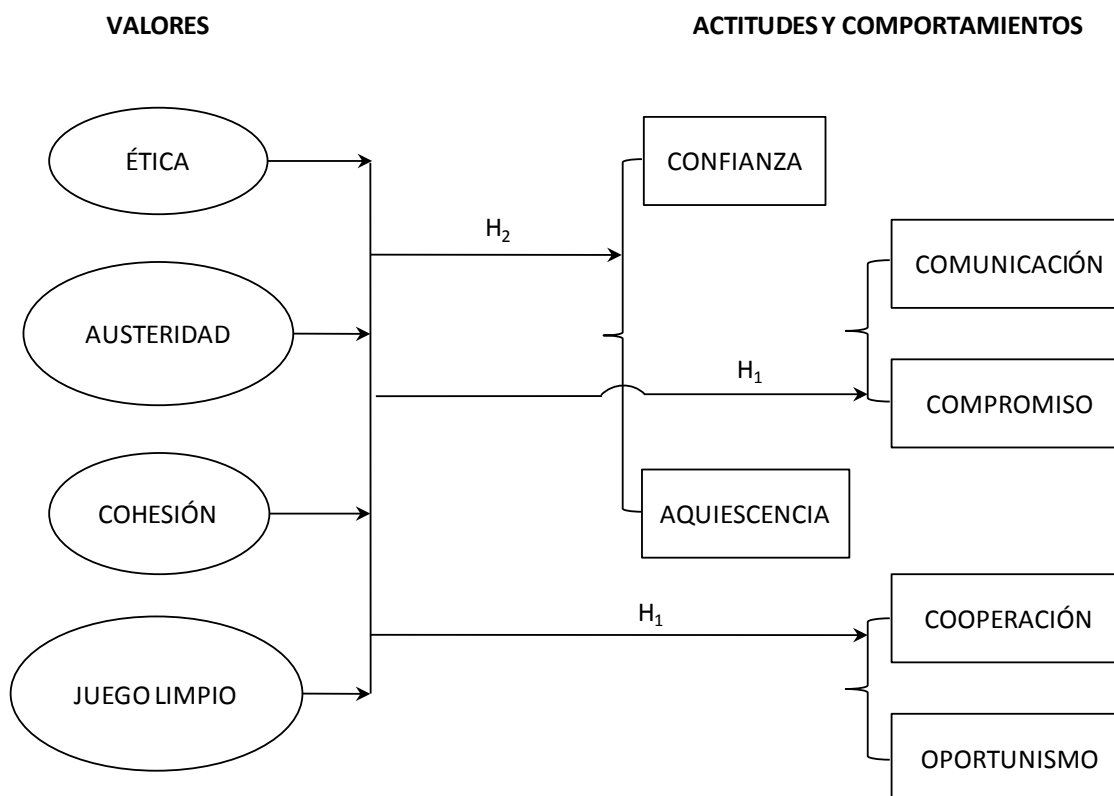 VALORES
ACTITUDES Y COMPORTAMIENTOS
ÉTICA
CONFIANZA
H₂
COMUNICACIÓN
AUSTERIDAD
H₁
COMPROMISO
COHESIÓN
AQUIESCENCIA
COOPERACIÓN
H₁
JUEGO LIMPIO
OPORTUNISMO